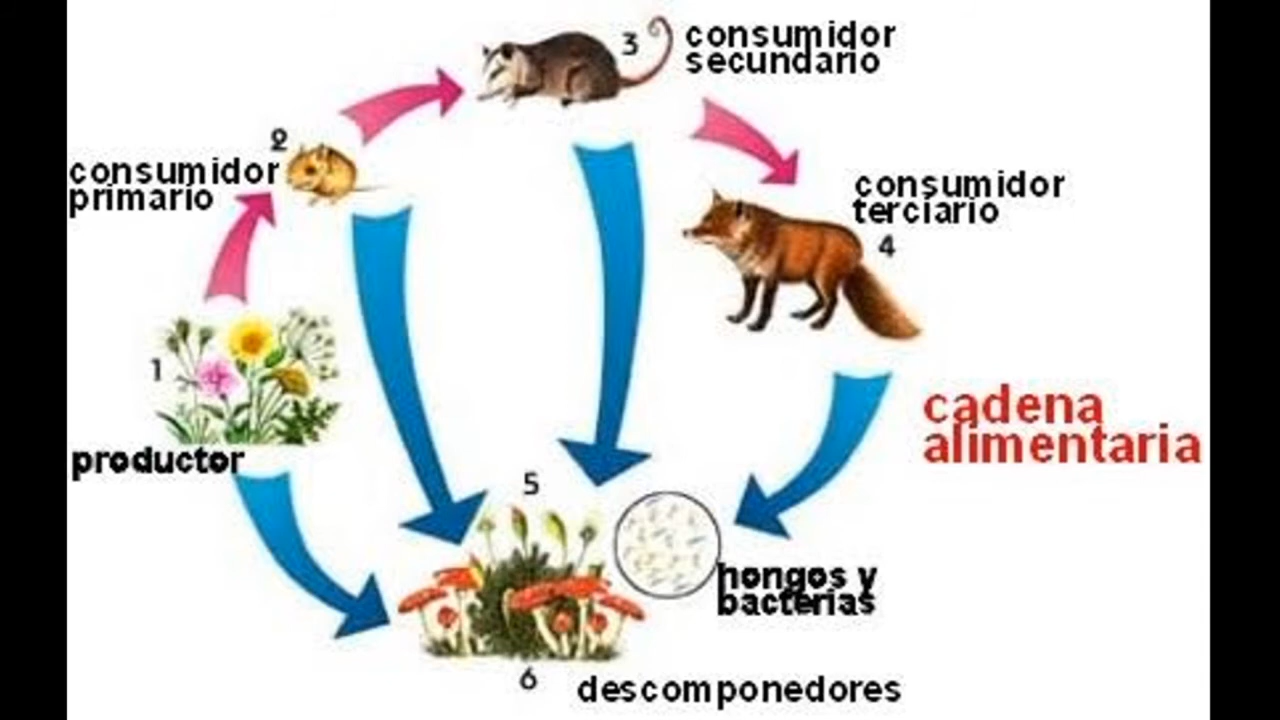 3
consumidor
secundario
2
consumidor
primario
consumidor
terciario
4
1
productor
cadena
alimentaria
5
hongos y
bacterias
6
descomponedores